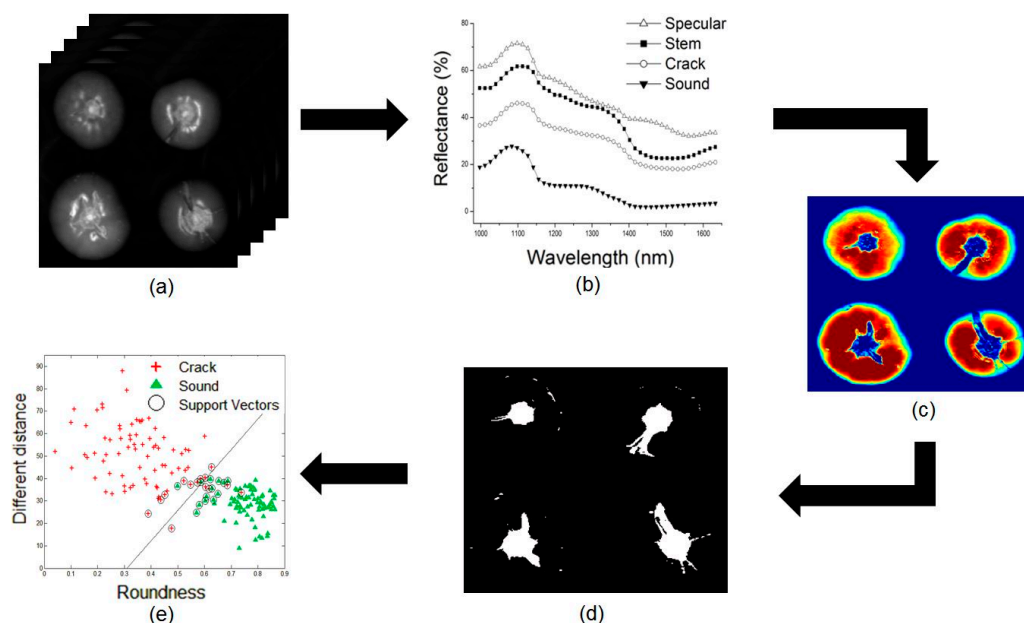 (a)
Reflectance (%)
80
60
40
20
0
Specular
Stem
Crack
Sound
1000 1100 1200 1300 1400 1500 1600
Wavelength (nm)
(b)
(c)
(d)
Different distance
100
90
80
70
60
50
40
30
20
10
0
Crack
Sound
Support Vectors
0 0.1 0.2 0.3 0.4 0.5 0.6 0.7 0.8 0.9
Roundness
(e)